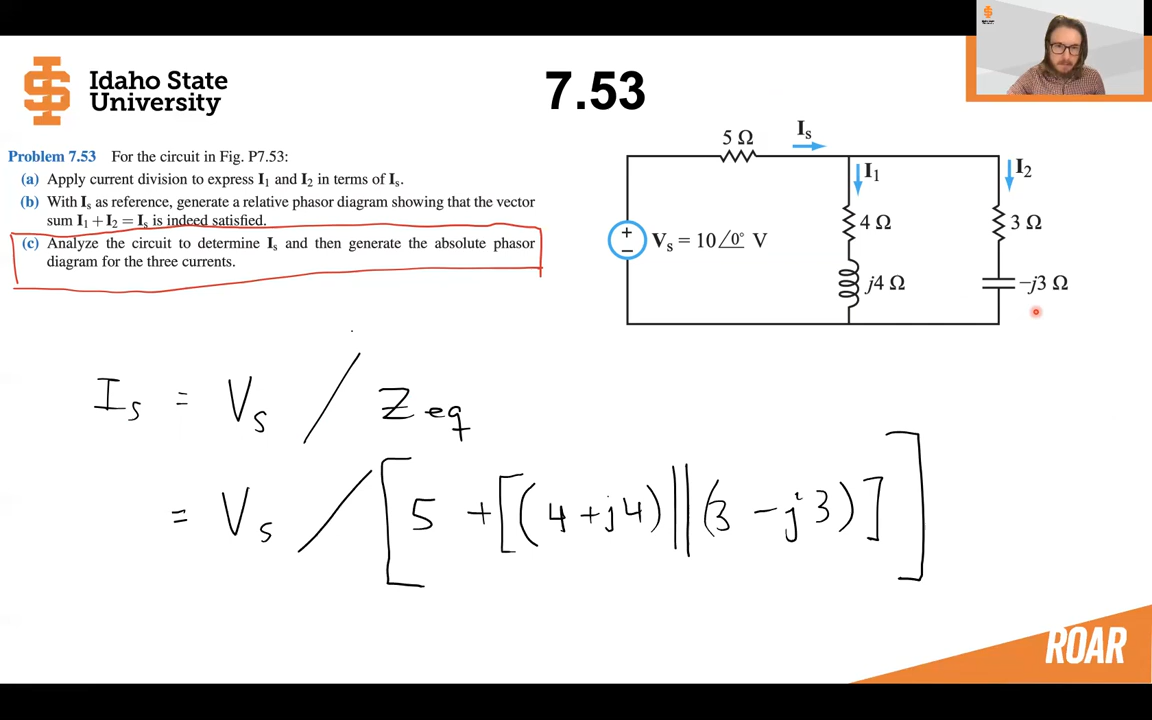 Idaho State
University
7.53
Problem 7.53 For the circuit in Fig. P7.53:
(a) Apply current division to express I₁ and I₂ in terms of Iₛ.
(b) With Iₛ as reference, generate a relative phasor diagram showing that the vector
sum I₁ + I₂ = Iₛ is indeed satisfied.
(c) Analyze the circuit to determine Iₛ and then generate the absolute phasor
diagram for the three currents.
5 Ω
Iₛ
I₁
I₂
4 Ω
3 Ω
+
−
Vₛ = 10∠0° V
j4 Ω
−j3 Ω
Iₛ = Vₛ / Z eq
= Vₛ / [5 + [(4 + j4) || (3 − j3)]]
ROAR